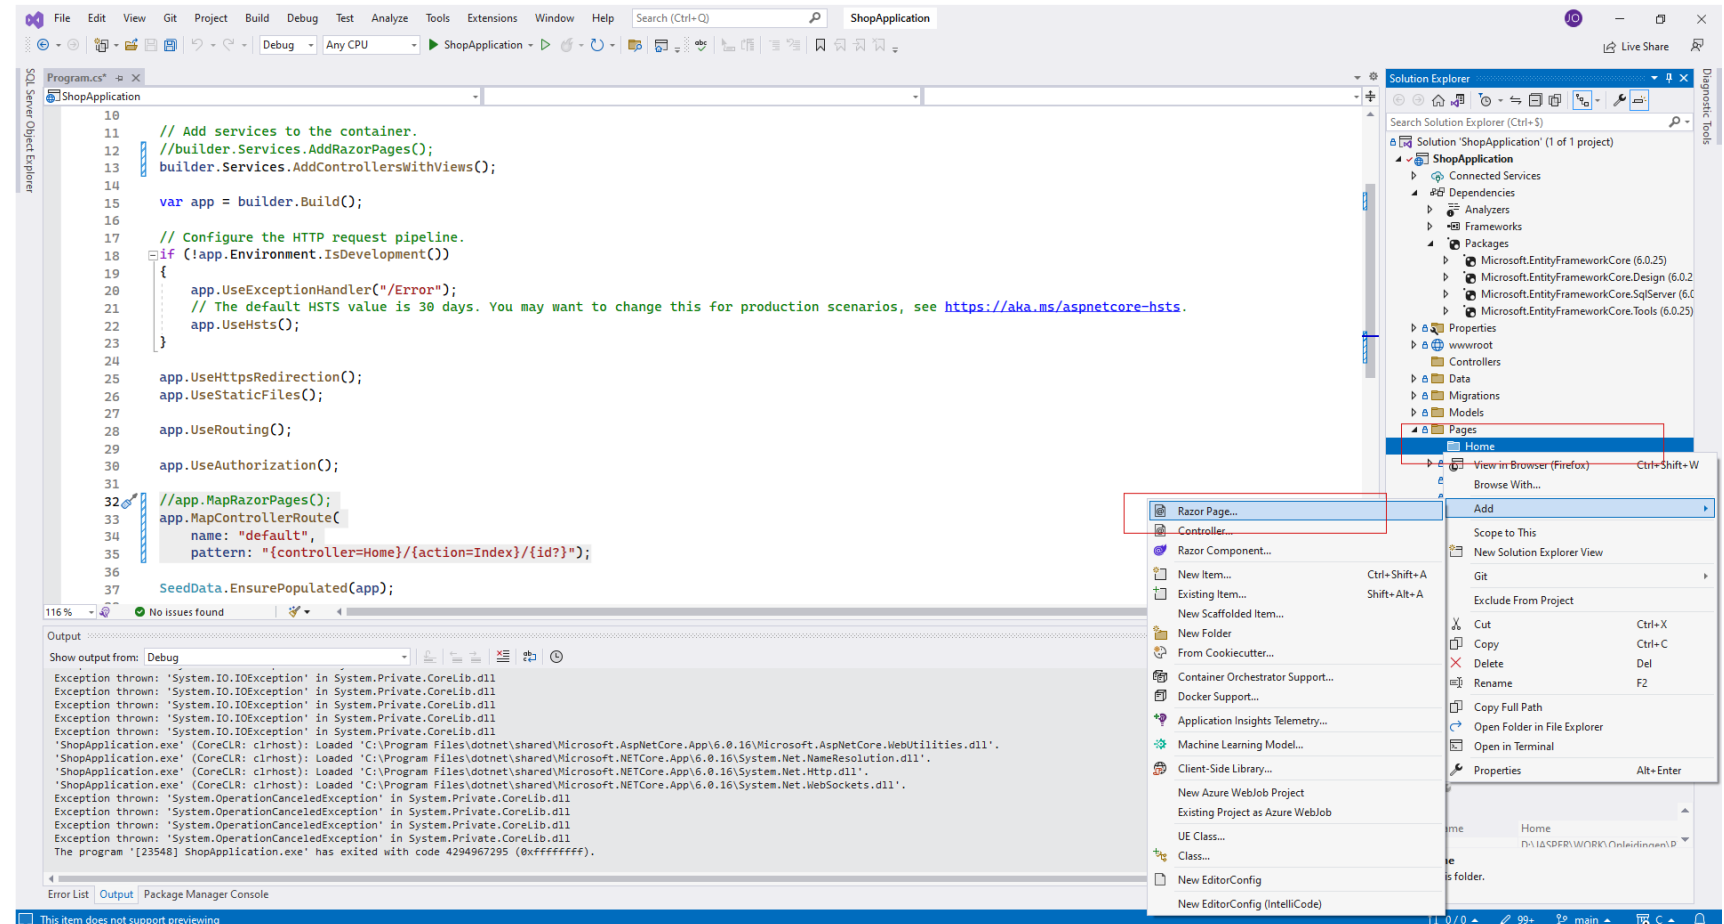 File Edit View Git Project Build Debug Test Analyze Tools Extensions Window Help Search (Ctrl+Q) ShopApplication JO
Debug Any CPU ShopApplication Live Share
SQL Server Object Explorer
Program.cs*
ShopApplication
10
11 // Add services to the container.
12 //builder.Services.AddRazorPages();
13 builder.Services.AddControllersWithViews();
14
15 var app = builder.Build();
16
17 // Configure the HTTP request pipeline.
18 if (!app.Environment.IsDevelopment())
19 {
20 app.UseExceptionHandler("/Error");
21 // The default HSTS value is 30 days. You may want to change this for production scenarios, see https://aka.ms/aspnetcore-hsts.
22 app.UseHsts();
23 }
24
25 app.UseHttpsRedirection();
26 app.UseStaticFiles();
27
28 app.UseRouting();
29
30 app.UseAuthorization();
31
32 //app.MapRazorPages();
33 app.MapControllerRoute(
34 name: "default",
35 pattern: "{controller=Home}/{action=Index}/{id?}");
36
37 SeedData.EnsurePopulated(app);
116 % No issues found
Output
Show output from: Debug
Exception thrown: 'System.IO.IOException' in System.Private.CoreLib.dll
Exception thrown: 'System.IO.IOException' in System.Private.CoreLib.dll
Exception thrown: 'System.IO.IOException' in System.Private.CoreLib.dll
Exception thrown: 'System.IO.IOException' in System.Private.CoreLib.dll
Exception thrown: 'System.IO.IOException' in System.Private.CoreLib.dll
'ShopApplication.exe' (CoreCLR: clrhost): Loaded 'C:\Program Files\dotnet\shared\Microsoft.AspNetCore.App\6.0.16\Microsoft.AspNetCore.WebUtilities.dll'.
'ShopApplication.exe' (CoreCLR: clrhost): Loaded 'C:\Program Files\dotnet\shared\Microsoft.NETCore.App\6.0.16\System.Net.NameResolution.dll'.
'ShopApplication.exe' (CoreCLR: clrhost): Loaded 'C:\Program Files\dotnet\shared\Microsoft.NETCore.App\6.0.16\System.Net.Http.dll'.
'ShopApplication.exe' (CoreCLR: clrhost): Loaded 'C:\Program Files\dotnet\shared\Microsoft.NETCore.App\6.0.16\System.Net.WebSockets.dll'.
Exception thrown: 'System.OperationCanceledException' in System.Private.CoreLib.dll
Exception thrown: 'System.OperationCanceledException' in System.Private.CoreLib.dll
Exception thrown: 'System.OperationCanceledException' in System.Private.CoreLib.dll
Exception thrown: 'System.OperationCanceledException' in System.Private.CoreLib.dll
The program '[23548] ShopApplication.exe' has exited with code 4294967295 (0xffffffff).
Error List Output Package Manager Console
This item does not support previewing
Solution Explorer
Search Solution Explorer (Ctrl+$)
Solution 'ShopApplication' (1 of 1 project)
ShopApplication
Connected Services
Dependencies
Analyzers
Frameworks
Packages
Microsoft.EntityFrameworkCore (6.0.25)
Microsoft.EntityFrameworkCore.Design (6.0.2
Microsoft.EntityFrameworkCore.SqlServer (6.0
Microsoft.EntityFrameworkCore.Tools (6.0.25)
Properties
wwwroot
Controllers
Data
Migrations
Models
Pages
Home
Diagnostic Tools
View in Browser (Firefox) Ctrl+Shift+W
Browse With...
Add
Scope to This
New Solution Explorer View
Git
Exclude From Project
Cut Ctrl+X
Copy Ctrl+C
Delete Del
Rename F2
Copy Full Path
Open Folder in File Explorer
Open in Terminal
Properties Alt+Enter
Razor Page...
Controller...
Razor Component...
New Item... Ctrl+Shift+A
Existing Item... Shift+Alt+A
New Scaffolded Item...
New Folder
From Cookiecutter...
Container Orchestrator Support...
Docker Support...
Application Insights Telemetry...
Machine Learning Model...
Client-Side Library...
New Azure WebJob Project
Existing Project as Azure WebJob
UE Class...
Class...
New EditorConfig
New EditorConfig (IntelliCode)
Home
is folder.
0 / 0 99+ main